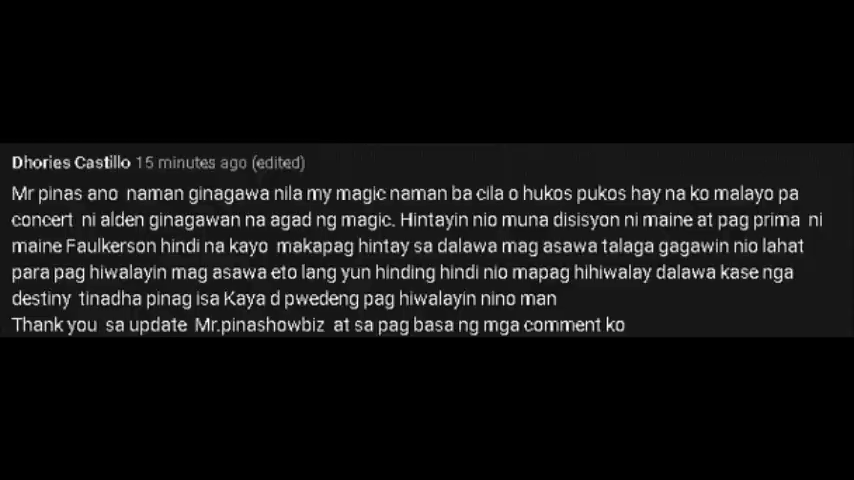 Dhories Castillo 15 minutes ago (edited)
Mr pinas ano naman ginagawa nila my magic naman ba cila o hukos pukos hay na ko malayo pa
concert ni alden ginagawan na agad ng magic. Hintayin nio muna disisyon ni maine at pag prima ni
maine Faulkerson hindi na kayo makapag hintay sa dalawa mag asawa talaga gagawin nio lahat
para pag hiwalayin mag asawa eto lang yun hinding hindi nio mapag hihiwalay dalawa kase nga
destiny tinadha pinag isa Kaya d pwedeng pag hiwalayin nino man
Thank you sa update Mr.pinashowbiz at sa pag basa ng mga comment ko